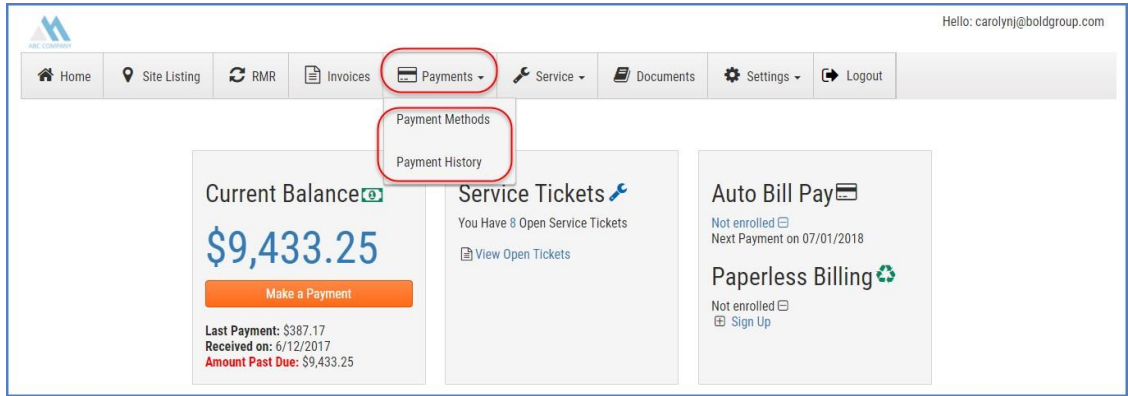 Hello: carolynj@boldgroup.com
ABC COMPANY
Home Site Listing RMR Invoices Payments Service Documents Settings Logout
Payment Methods
Payment History
Current Balance
$9,433.25
Make a Payment
Last Payment: $387.17
Received on: 6/12/2017
Amount Past Due: $9,433.25
Service Tickets
You Have 8 Open Service Tickets
View Open Tickets
Auto Bill Pay
Not enrolled
Next Payment on 07/01/2018
Paperless Billing
Not enrolled
Sign Up